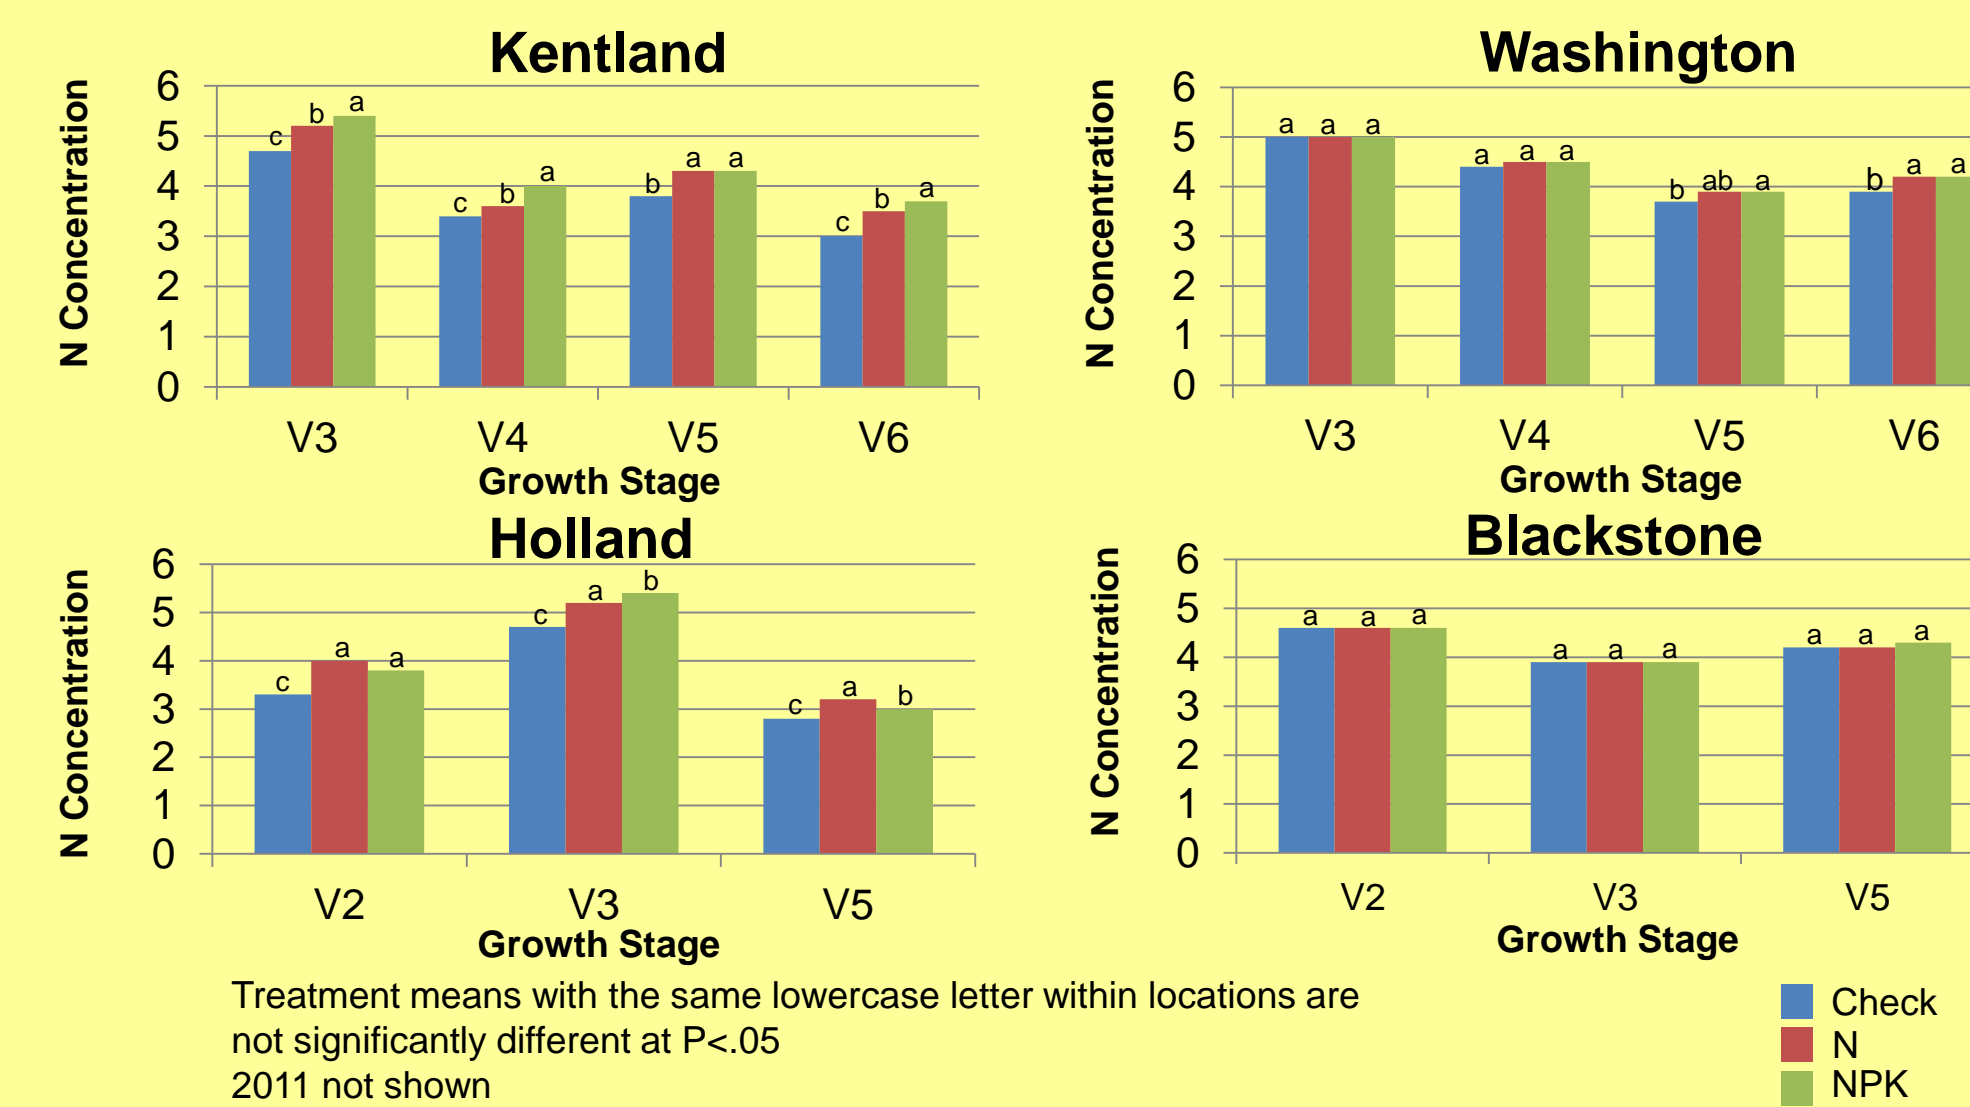 Kentland
N Concentration
6
5
4
3
2
1
0
c b a
c b a
b a a
c b a
V3 V4 V5 V6
Growth Stage
Washington
N Concentration
6
5
4
3
2
1
0
a a a
a a a
b ab a
b a a
V3 V4 V5 V6
Growth Stage
Holland
N Concentration
6
5
4
3
2
1
0
c a a
c a b
c a b
V2 V3 V5
Growth Stage
Blackstone
N Concentration
6
5
4
3
2
1
0
a a a
a a a
a a a
V2 V3 V5
Growth Stage
Treatment means with the same lowercase letter within locations are
not significantly different at P<.05
2011 not shown
Check
N
NPK